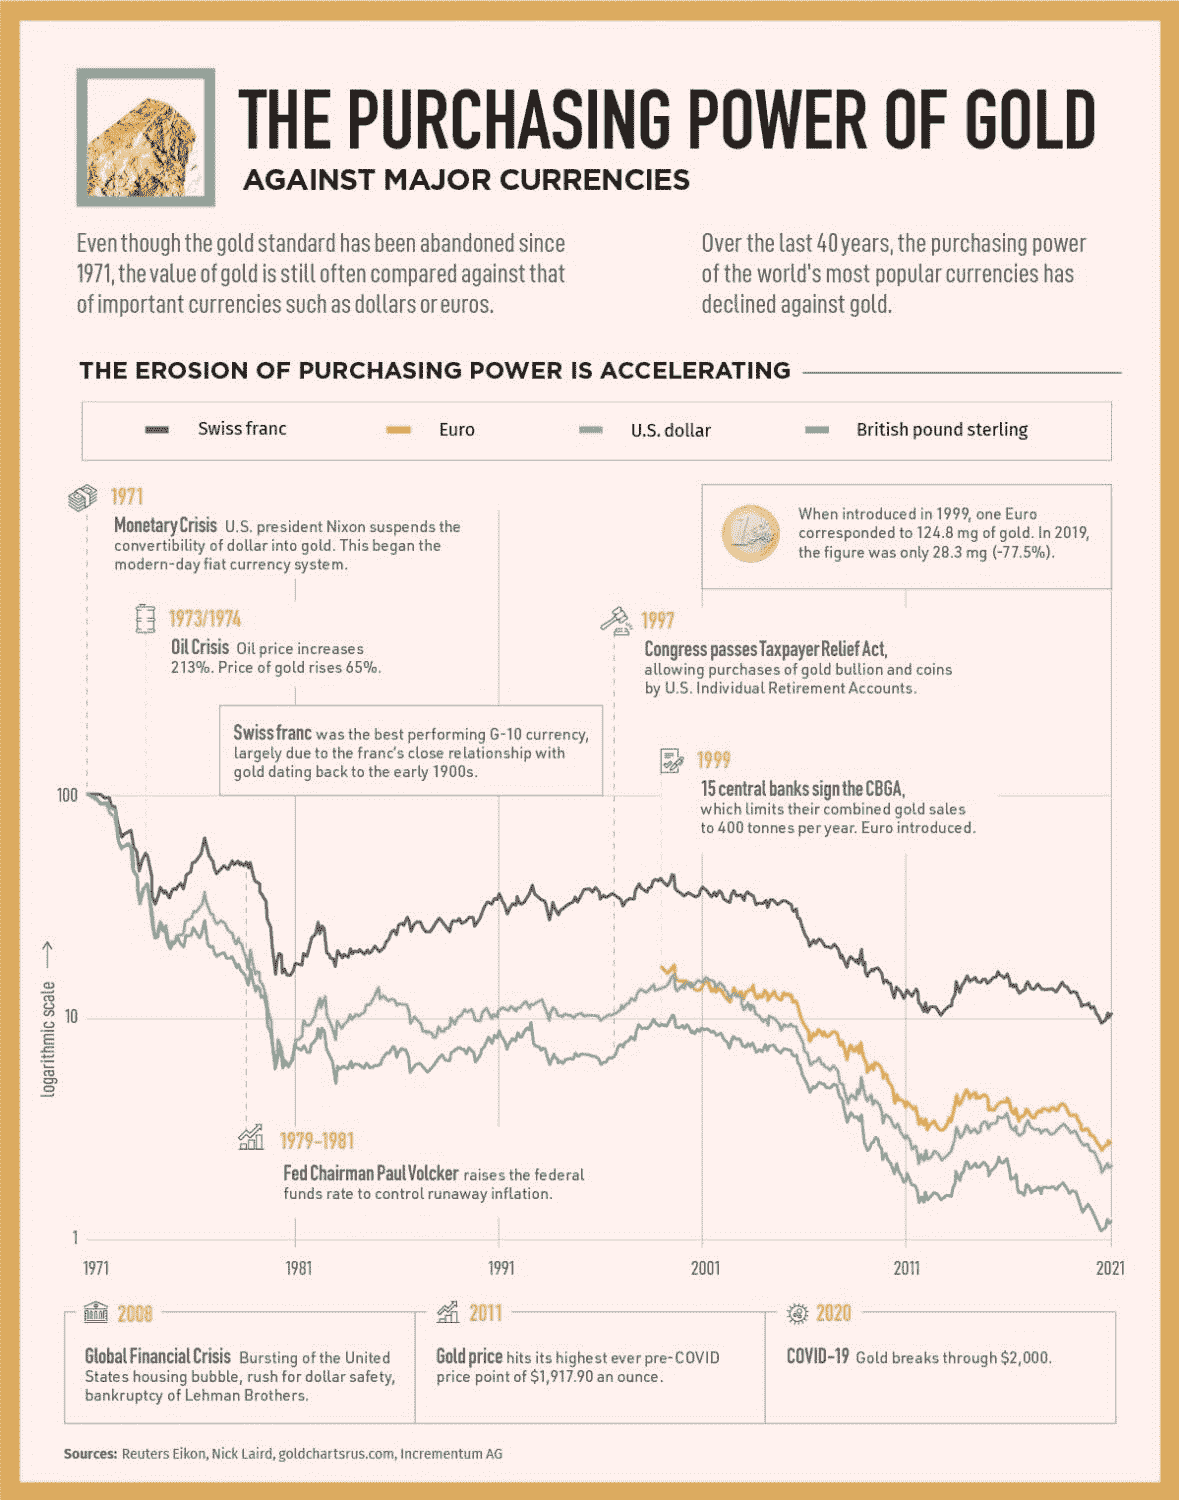 THE PURCHASING POWER OF GOLD
AGAINST MAJOR CURRENCIES
Even though the gold standard has been abandoned since
1971, the value of gold is still often compared against that
of important currencies such as dollars or euros.
Over the last 40 years, the purchasing power
of the world's most popular currencies has
declined against gold.
THE EROSION OF PURCHASING POWER IS ACCELERATING
Swiss franc
Euro
U.S. dollar
British pound sterling
1971
Monetary Crisis U.S. president Nixon suspends the
convertibility of dollar into gold. This began the
modern-day fiat currency system.
When introduced in 1999, one Euro
corresponded to 124.8 mg of gold. In 2019,
the figure was only 28.3 mg (-77.5%).
1973/1974
Oil Crisis Oil price increases
213%. Price of gold rises 65%.
1997
Congress passes Taxpayer Relief Act,
allowing purchases of gold bullion and coins
by U.S. Individual Retirement Accounts.
Swiss franc was the best performing G-10 currency,
largely due to the franc's close relationship with
gold dating back to the early 1900s.
1999
15 central banks sign the CBGA,
which limits their combined gold sales
to 400 tonnes per year. Euro introduced.
100
10
1
logarithmic scale
1979-1981
Fed Chairman Paul Volcker raises the federal
funds rate to control runaway inflation.
1971
1981
1991
2001
2011
2021
2008
Global Financial Crisis Bursting of the United
States housing bubble, rush for dollar safety,
bankruptcy of Lehman Brothers.
2011
Gold price hits its highest ever pre-COVID
price point of $1,917.90 an ounce.
2020
COVID-19 Gold breaks through $2,000.
Sources: Reuters Eikon, Nick Laird, goldchartsrus.com, Incrementum AG